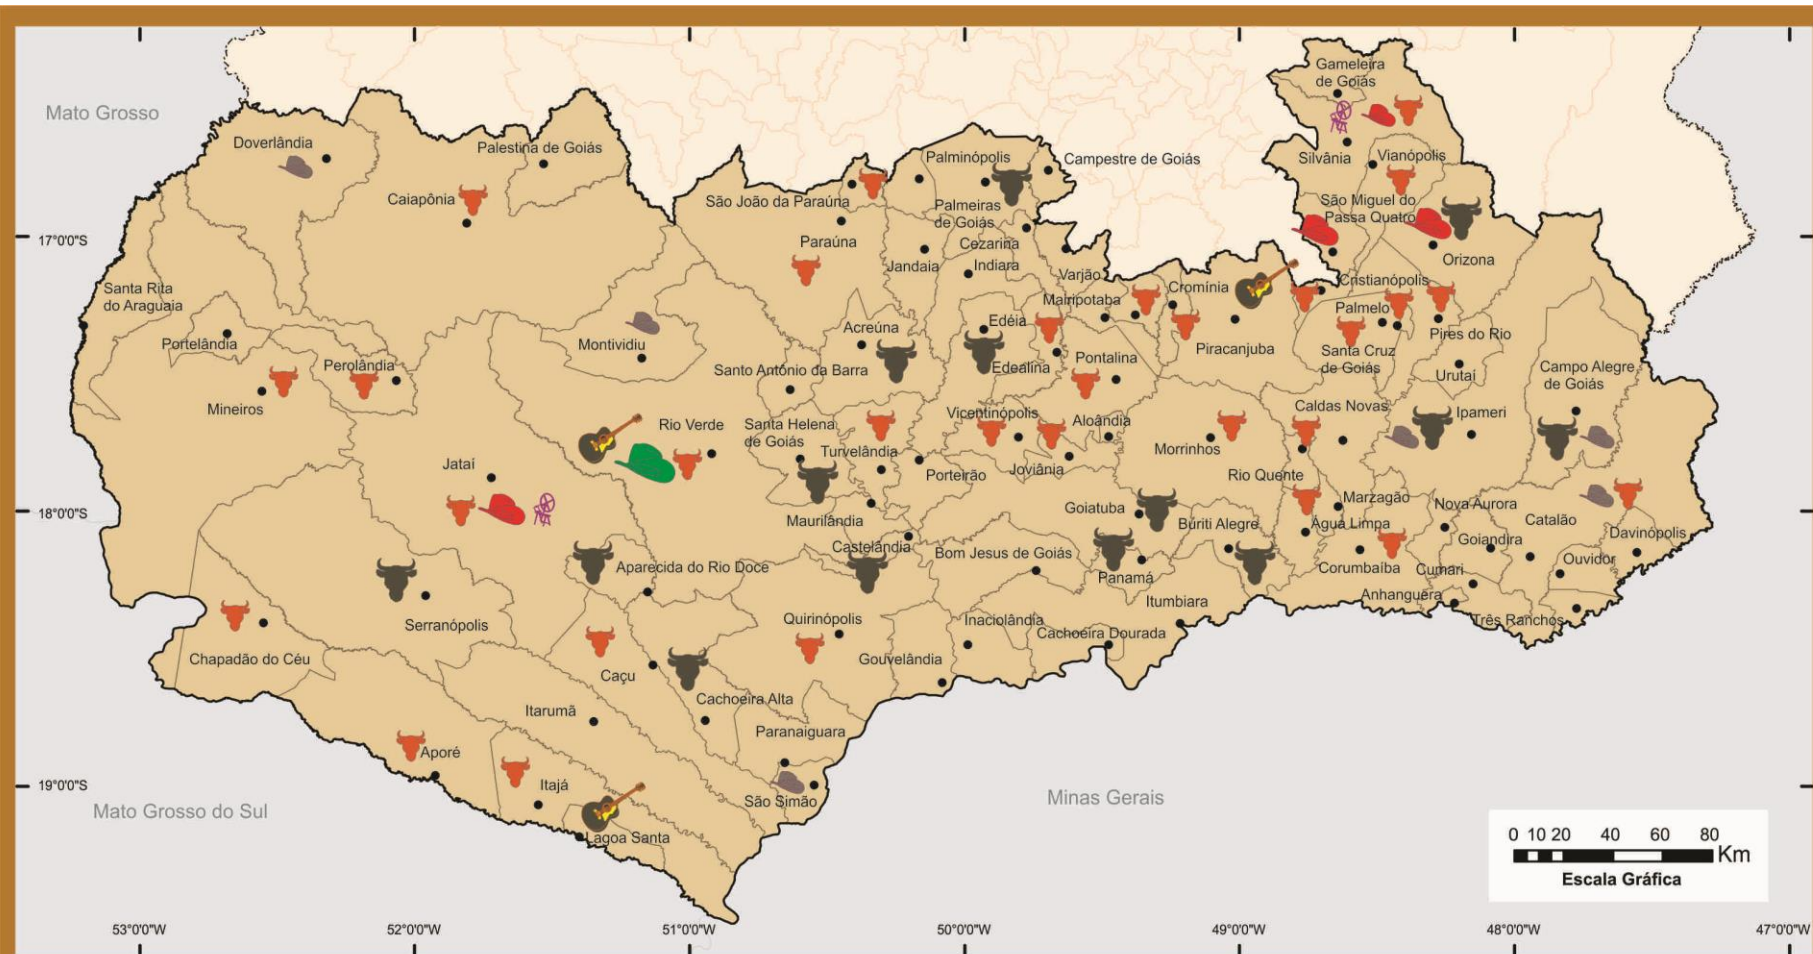 Gameleira
de Goiás
Mato Grosso
Doverlândia
Palestina de Goiás
Palminópolis
Campestre de Goiás
Silvânia
Vianópolis
Caiapônia
São João da Paraúna
Palmeiras
de Goiás
São Miguel do
Passa Quatro
17°0'0"S
Paraúna
Cezarina
Jandaia
Indiara
Varjão
Orizona
Santa Rita
do Araguaia
Mairipotaba
Cromínia
Cristianópolis
Portelândia
Montividiu
Acreúna
Edéia
Palmelo
Pires do Rio
Perolândia
Santo Antônio da Barra
Edealina
Pontalina
Piracanjuba
Santa Cruz
de Goiás
Urutaí
Campo Alegre
de Goiás
Mineiros
Rio Verde
Santa Helena
de Goiás
Vicentinópolis
Aloândia
Caldas Novas
Ipameri
Turvelândia
Morrinhos
Jataí
Porteirão
Joviânia
Rio Quente
Maurilândia
Goiatuba
Marzagão
Nova Aurora
18°0'0"S
Buriti Alegre
Água Limpa
Catalão
Castelândia
Bom Jesus de Goiás
Goiandira
Davinópolis
Aparecida do Rio Doce
Panamá
Corumbaíba
Cumari
Ouvidor
Serranópolis
Itumbiara
Anhanguera
Quirinópolis
Inaciolândia
Três Ranchos
Cachoeira Dourada
Chapadão do Céu
Gouvelândia
Caçu
Cachoeira Alta
Itarumã
Paranaiguara
Aporé
19°0'0"S
Itajá
São Simão
Minas Gerais
Mato Grosso do Sul
Lagoa Santa
0 10 20 40 60 80
Km
Escala Gráfica
53°0'0"W 52°0'0"W 51°0'0"W 50°0'0"W 49°0'0"W 48°0'0"W 47°0'0"W